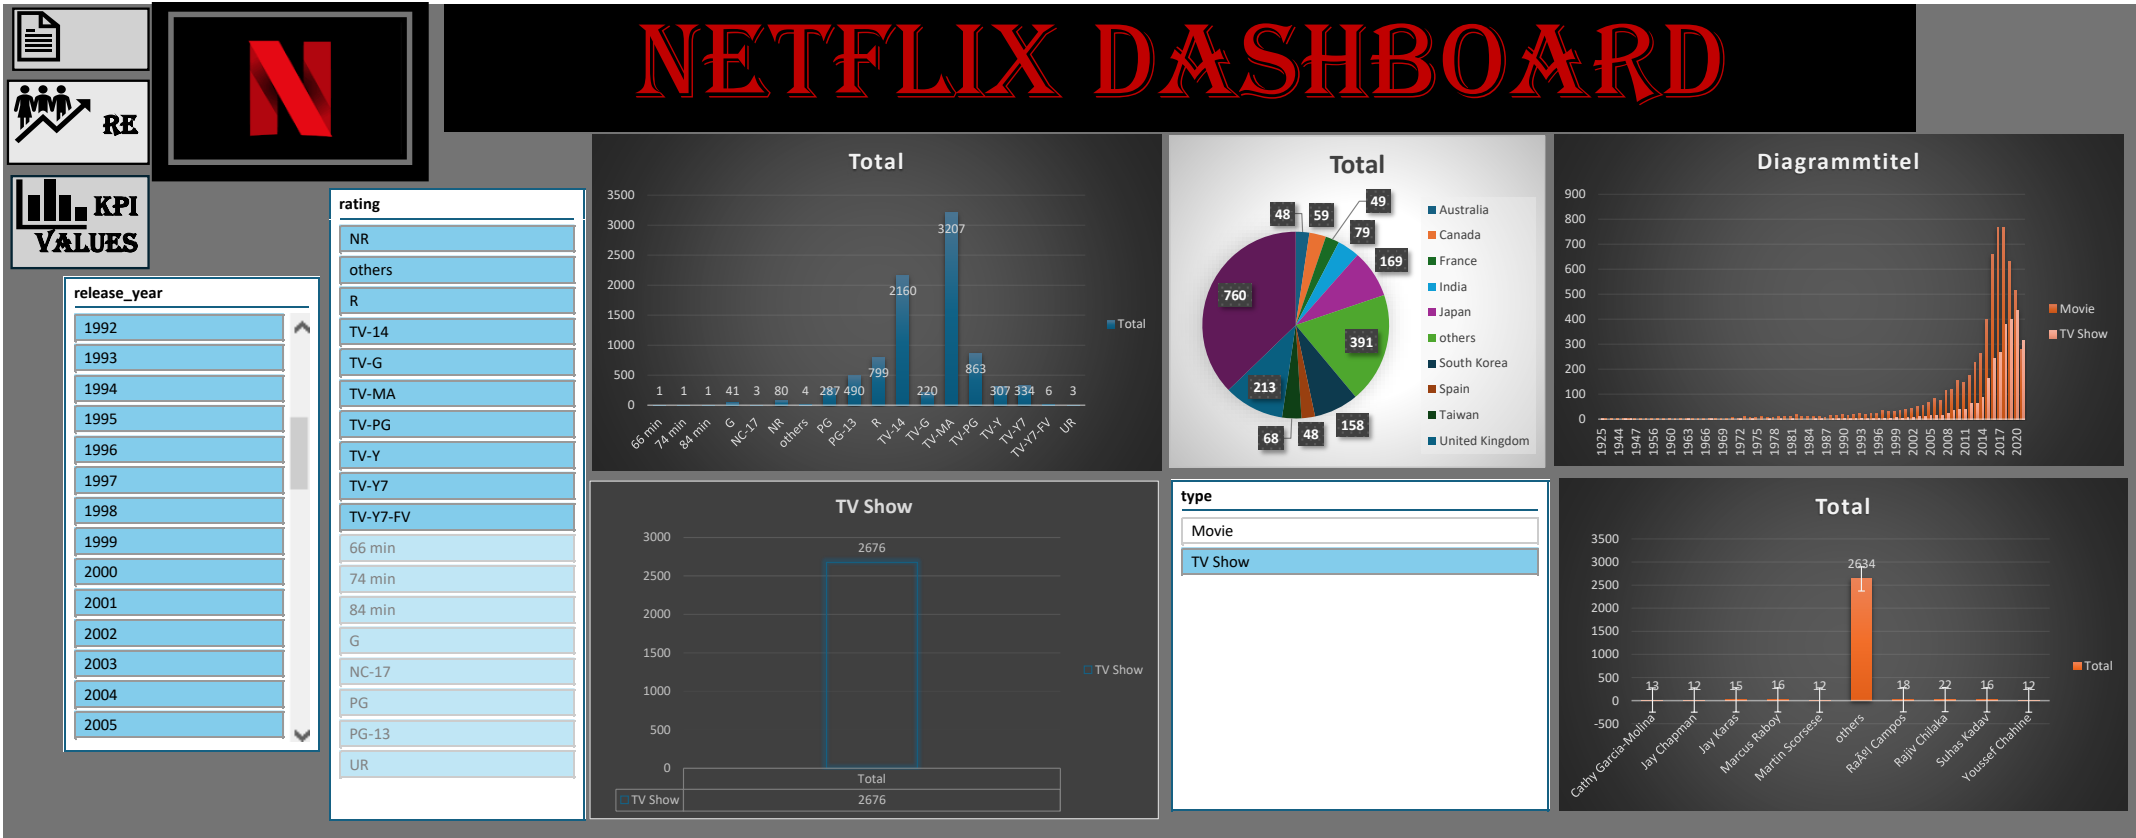 NETFLIX DASHBOARD
N
RE
KPI
VALUES
release_year
1992
1993
1994
1995
1996
1997
1998
1999
2000
2001
2002
2003
2004
2005
rating
NR
others
R
TV-14
TV-G
TV-MA
TV-PG
TV-Y
TV-Y7
TV-Y7-FV
66 min
74 min
84 min
G
NC-17
PG
PG-13
UR
Total
3500
3000
2500
2000
1500
1000
500
0
1 1 1 41 3 80 4 287 490 799 2160 220 3207 863 307 334 6 3
66 min 74 min 84 min G NC-17 NR others PG PG-13 R TV-14 TV-G TV-MA TV-PG TV-Y TV-Y7 TV-Y7-FV UR
Total
Total
48 59 49 79 169 391 158 48 68 213 760
Australia
Canada
France
India
Japan
others
South Korea
Spain
Taiwan
United Kingdom
Diagrammtitel
900
800
700
600
500
400
300
200
100
0
1925 1944 1947 1956 1960 1963 1966 1969 1972 1975 1978 1981 1984 1987 1990 1993 1996 1999 2002 2005 2008 2011 2014 2017 2020
Movie
TV Show
TV Show
3000
2500
2000
1500
1000
500
0
2676
TV Show
Total
TV Show 2676
type
Movie
TV Show
Total
3500
3000
2500
2000
1500
1000
500
0
-500
13 12 15 16 12 2634 18 22 16 12
Cathy Garcia-Molina Jay Chapman Jay Karas Marcus Raboy Martin Scorsese others RaÃºl Campos Rajiv Chilaka Suhas Kadav Youssef Chahine
Total